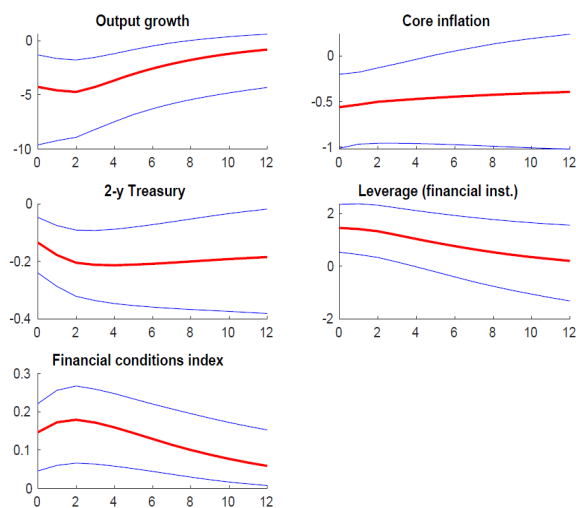 Output growth
0
-5
-10
0 2 4 6 8 10 12
Core inflation
0
-0.5
-1
0 2 4 6 8 10 12
2-y Treasury
0
-0.2
-0.4
0 2 4 6 8 10 12
Leverage (financial inst.)
2
0
-2
0 2 4 6 8 10 12
Financial conditions index
0.3
0.2
0.1
0
0 2 4 6 8 10 12